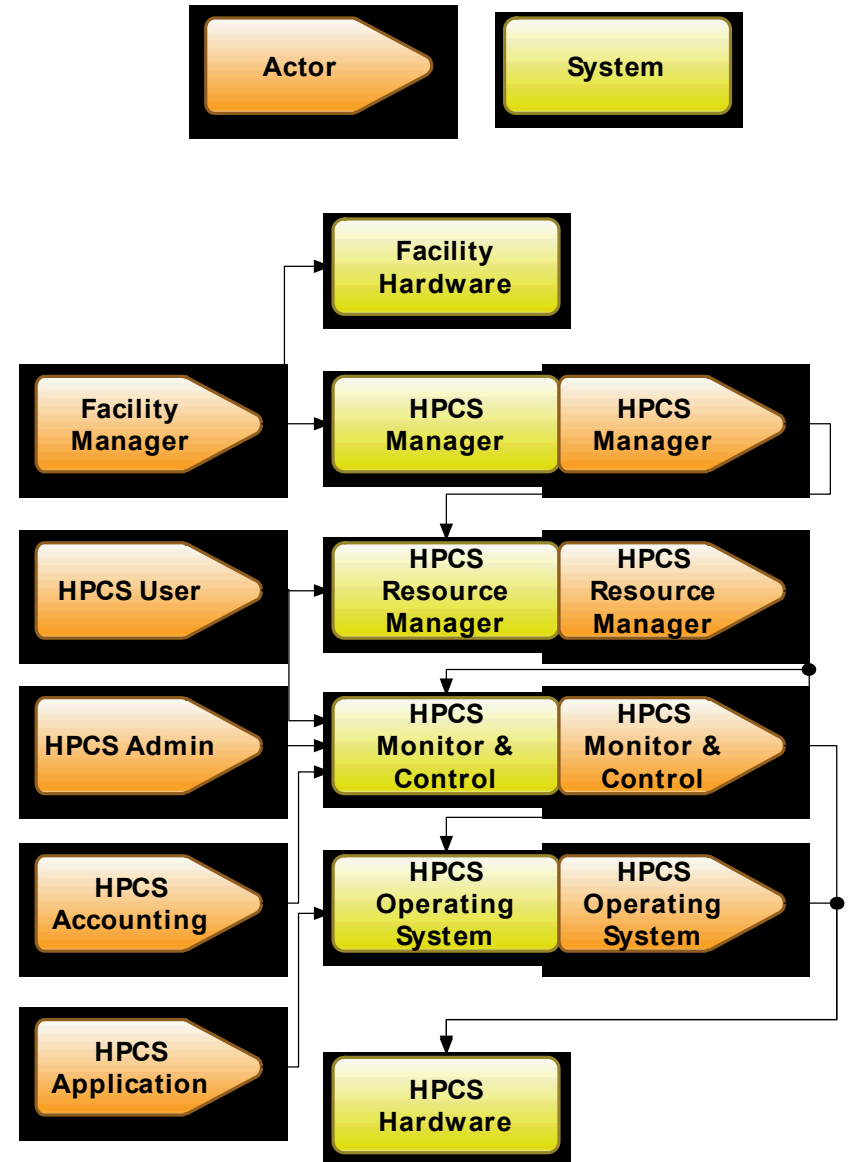 Actor
System
Facility
Hardware
Facility
Manager
HPCS
Manager
HPCS
Manager
HPCS User
HPCS
Resource
Manager
HPCS
Resource
Manager
HPCS Admin
HPCS
Monitor &
Control
HPCS
Monitor &
Control
HPCS
Accounting
HPCS
Operating
System
HPCS
Operating
System
HPCS
Application
HPCS
Hardware